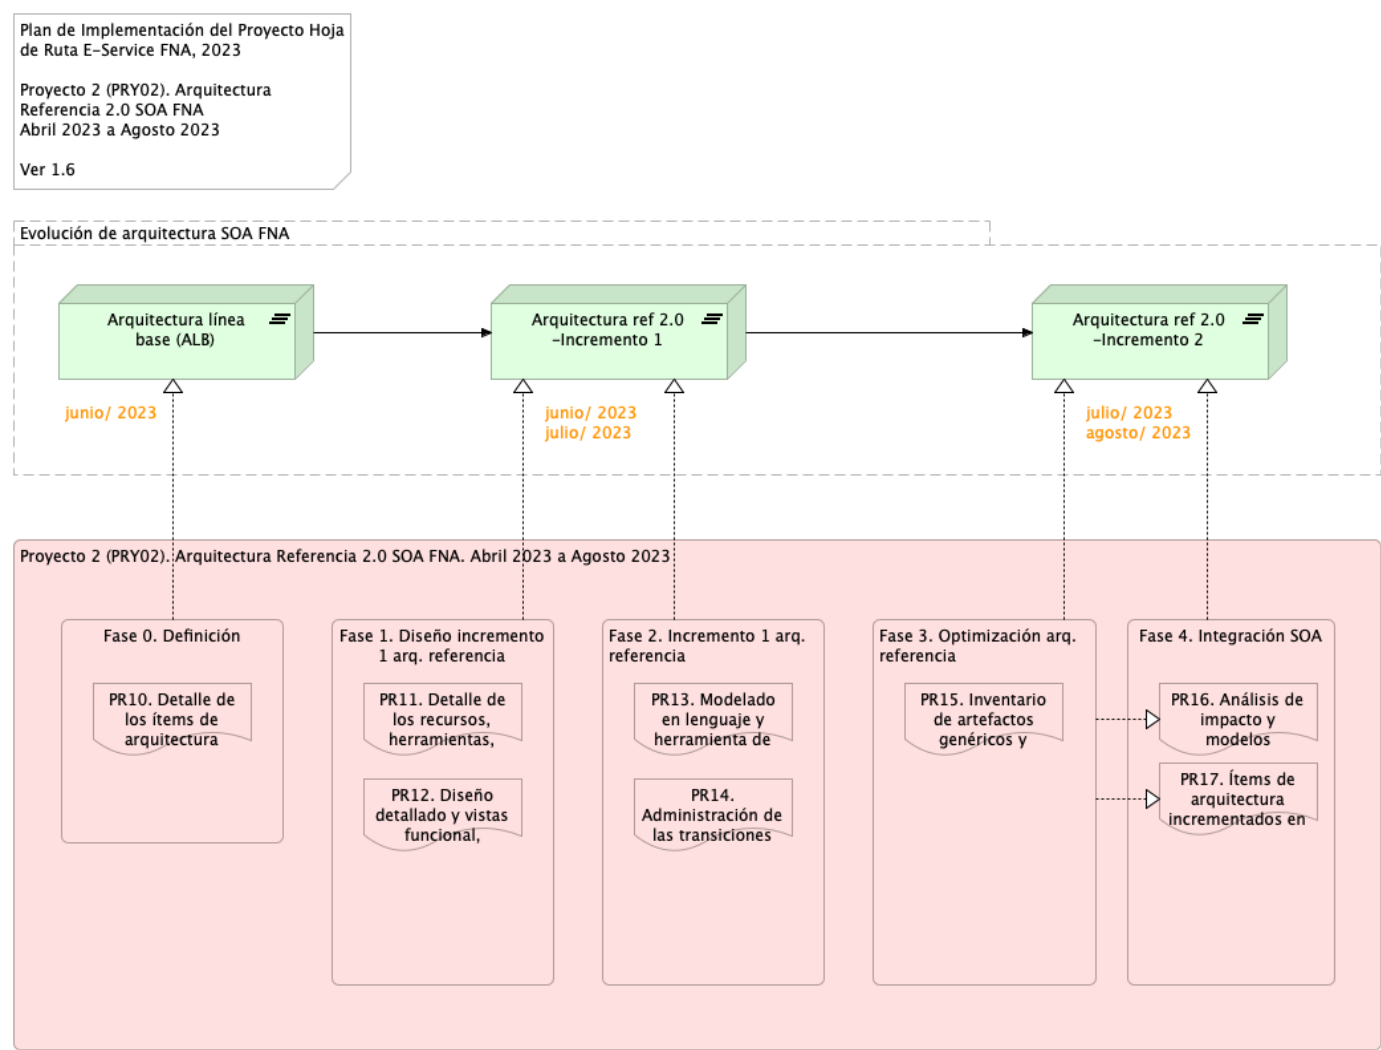 Plan de Implementación del Proyecto Hoja
de Ruta E-Service FNA, 2023
Proyecto 2 (PRY02). Arquitectura
Referencia 2.0 SOA FNA
Abril 2023 a Agosto 2023
Ver 1.6
Evolución de arquitectura SOA FNA
Arquitectura línea
base (ALB)
Arquitectura ref 2.0
-Incremento 1
Arquitectura ref 2.0
-Incremento 2
junio/ 2023
junio/ 2023
julio/ 2023
julio/ 2023
agosto/ 2023
Proyecto 2 (PRY02). Arquitectura Referencia 2.0 SOA FNA. Abril 2023 a Agosto 2023
Fase 0. Definición
PR10. Detalle de
los ítems de
arquitectura
Fase 1. Diseño incremento
1 arq. referencia
PR11. Detalle de
los recursos,
herramientas,
PR12. Diseño
detallado y vistas
funcional,
Fase 2. Incremento 1 arq.
referencia
PR13. Modelado
en lenguaje y
herramienta de
PR14.
Administración de
las transiciones
Fase 3. Optimización arq.
referencia
PR15. Inventario
de artefactos
genéricos y
Fase 4. Integración SOA
PR16. Análisis de
impacto y
modelos
PR17. Ítems de
arquitectura
incrementados en